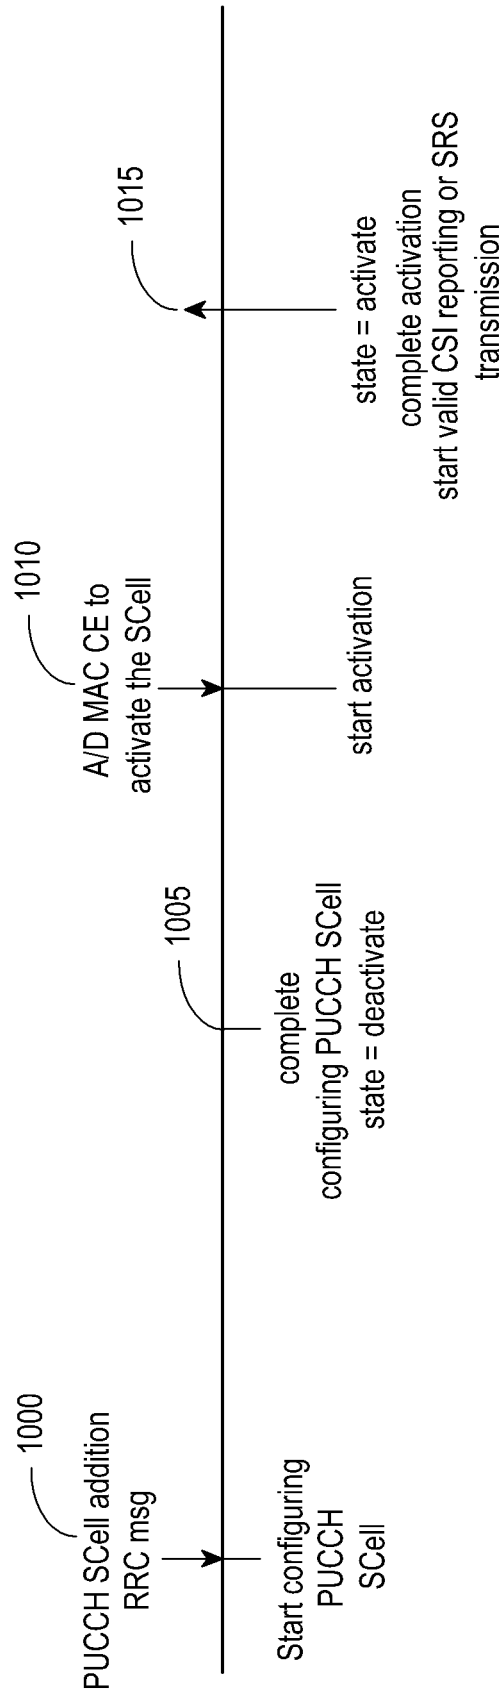 1000
PUCCH SCell addition
RRC msg
Start configuring
PUCCH
SCell
1005
complete
configuring PUCCH SCell
state = deactivate
1010
A/D MAC CE to
activate the SCell
start activation
1015
state = activate
complete activation
start valid CSI reporting or SRS
transmission